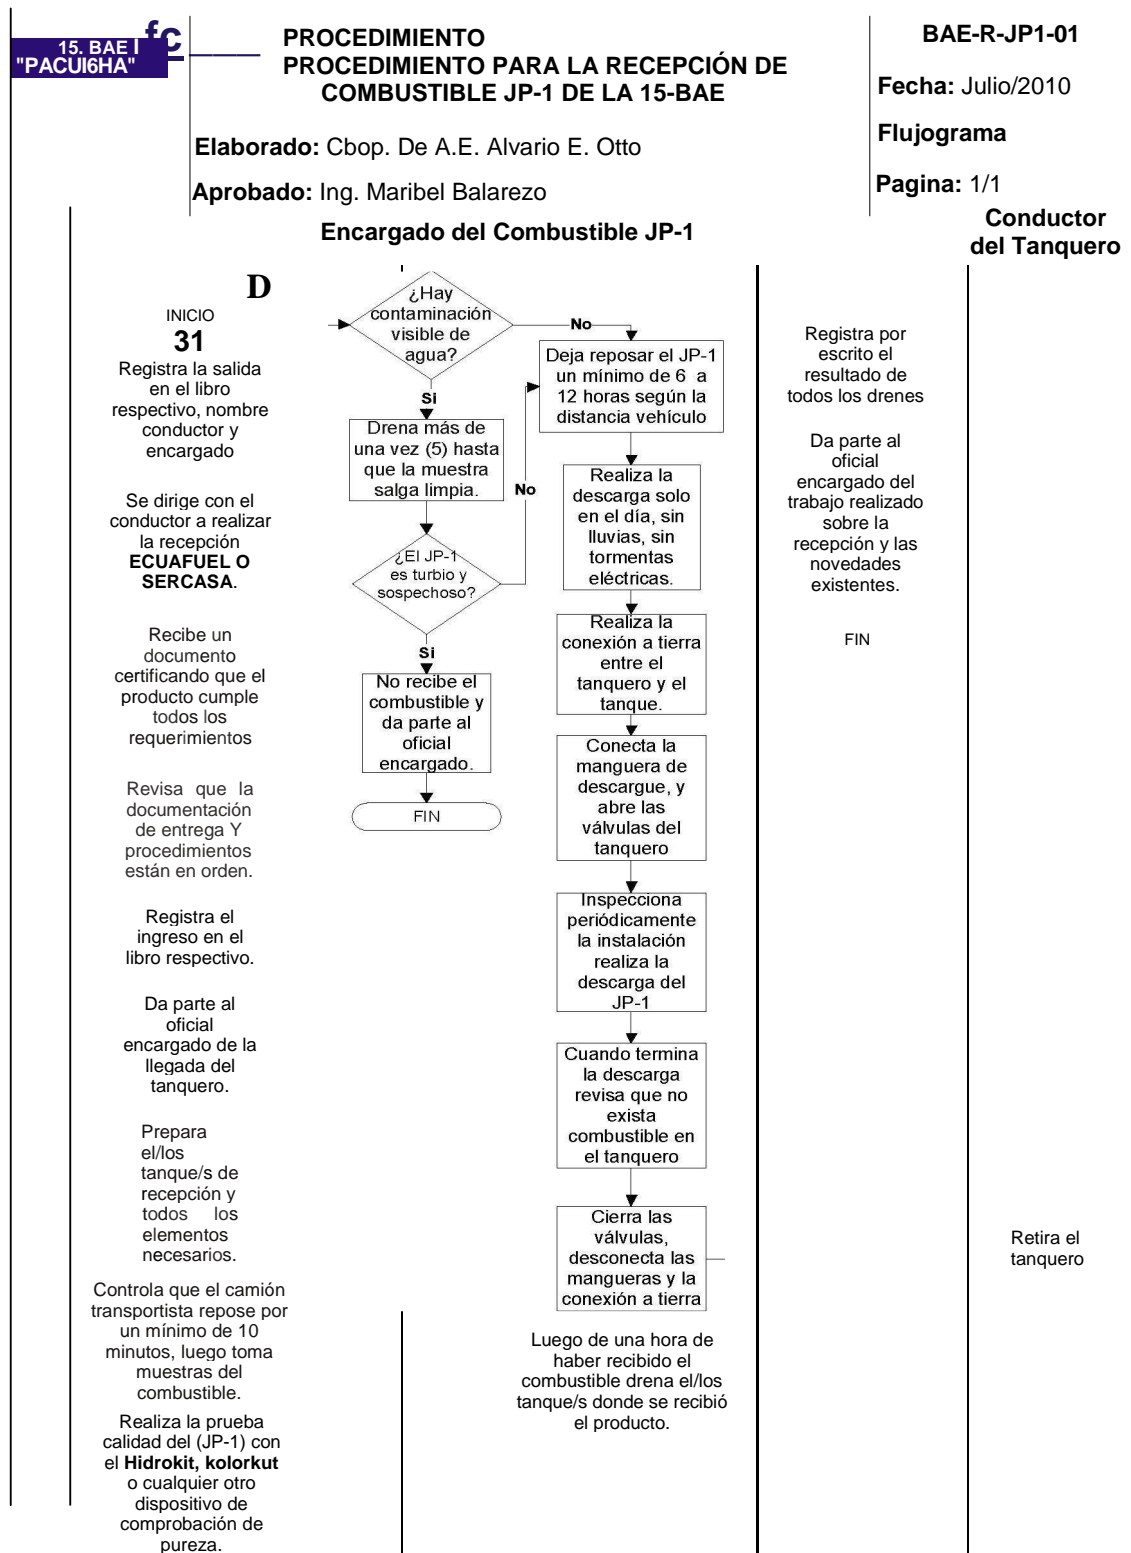 fc
15. BAE I
"PACUI6HA"
PROCEDIMIENTO
PROCEDIMIENTO PARA LA RECEPCIÓN DE
COMBUSTIBLE JP-1 DE LA 15-BAE
Elaborado: Cbop. De A.E. Alvario E. Otto
Aprobado: Ing. Maribel Balarezo
BAE-R-JP1-01
Fecha: Julio/2010
Flujograma
Pagina: 1/1
Encargado del Combustible JP-1
Conductor
del Tanquero
D
INICIO
31
Registra la salida
en el libro
respectivo, nombre
conductor y
encargado
Se dirige con el
conductor a realizar
la recepción
ECUAFUEL O
SERCASA.
Recibe un
documento
certificando que el
producto cumple
todos los
requerimientos
Revisa que la
documentación
de entrega Y
procedimientos
están en orden.
Registra el
ingreso en el
libro respectivo.
Da parte al
oficial
encargado de la
llegada del
tanquero.
Prepara
el/los
tanque/s de
recepción y
todos los
elementos
necesarios.
Controla que el camión
transportista repose por
un mínimo de 10
minutos, luego toma
muestras del
combustible.
Realiza la prueba
calidad del (JP-1) con
el Hidrokit, kolorkut
o cualquier otro
dispositivo de
comprobación de
pureza.
¿Hay
contaminación
visible de
agua?
No
Si
Drena más de
una vez (5) hasta
que la muestra
salga limpia.
No
¿El JP-1
es turbio y
sospechoso?
Si
No recibe el
combustible y
da parte al
oficial
encargado.
FIN
Deja reposar el JP-1
un mínimo de 6 a
12 horas según la
distancia vehículo
Realiza la
descarga solo
en el día, sin
lluvias, sin
tormentas
eléctricas.
Realiza la
conexión a tierra
entre el
tanquero y el
tanque.
Conecta la
manguera de
descargue, y
abre las
válvulas del
tanquero
Inspecciona
periódicamente
la instalación
realiza la
descarga del
JP-1
Cuando termina
la descarga
revisa que no
exista
combustible en
el tanquero
Cierra las
válvulas,
desconecta las
mangueras y la
conexión a tierra
Luego de una hora de
haber recibido el
combustible drena el/los
tanque/s donde se recibió
el producto.
Registra por
escrito el
resultado de
todos los drenes
Da parte al
oficial
encargado del
trabajo realizado
sobre la
recepción y las
novedades
existentes.
FIN
Retira el
tanquero